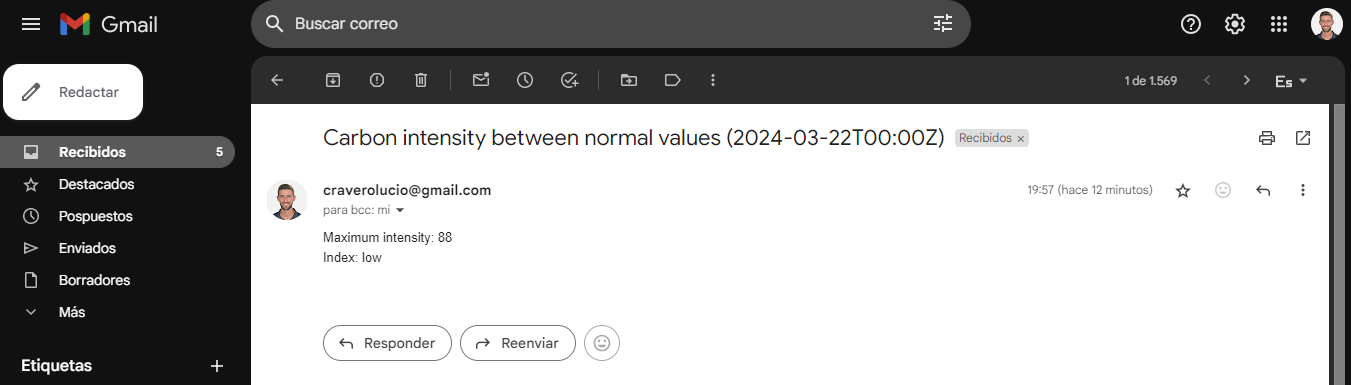 Gmail
Buscar correo
Redactar
1 de 1.569
Es
Recibidos 5
Destacados
Pospuestos
Enviados
Borradores
Más
Etiquetas
Carbon intensity between normal values (2024-03-22T00:00Z) Recibidos ×
craverolucio@gmail.com
19:57 (hace 12 minutos)
para bcc: mí
Maximum intensity: 88
Index: low
Responder
Reenviar